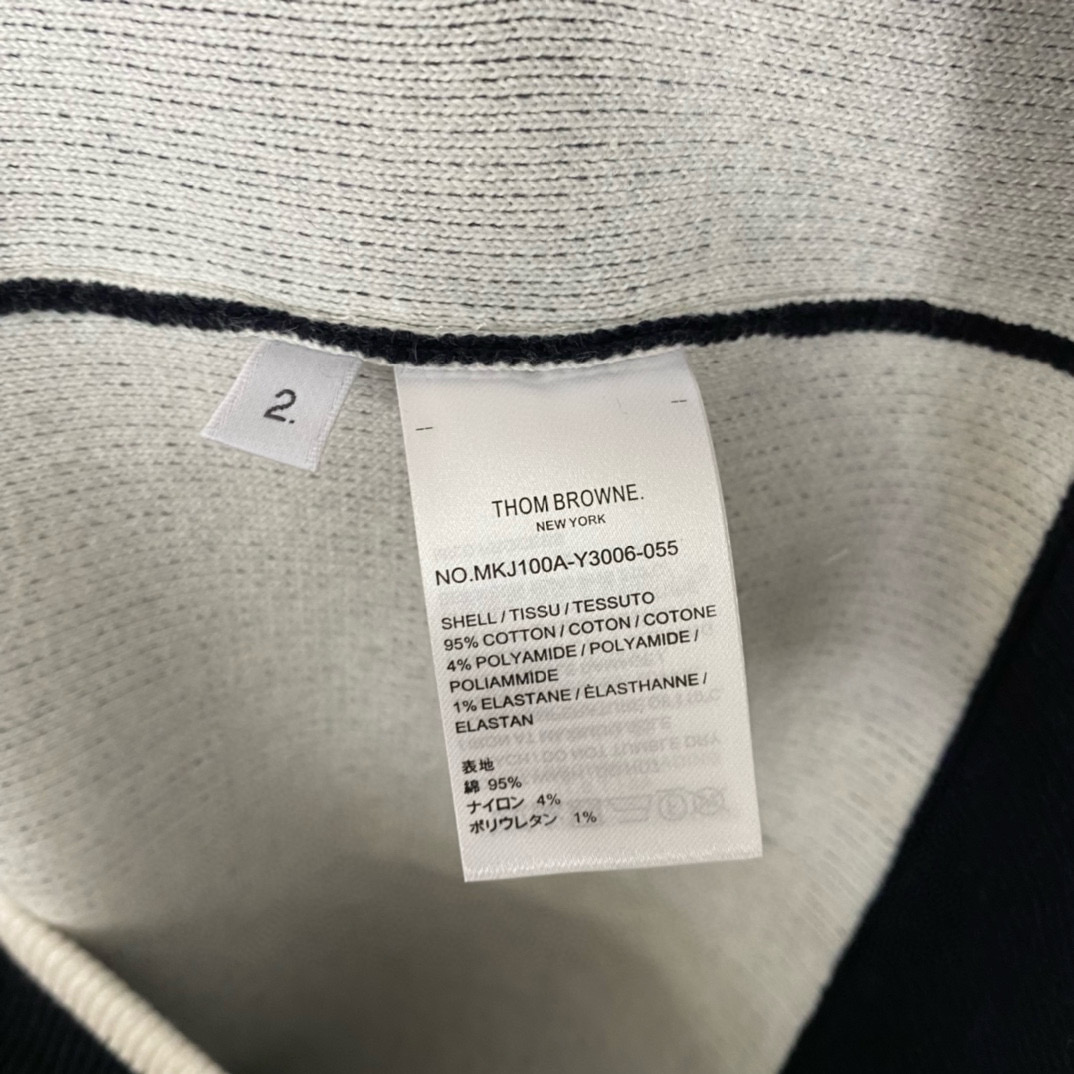 2.
THOM BROWNE.
NEW YORK
NO.MKJ100A-Y3006-055
SHELL / TISSU / TESSUTO
95% COTTON / COTON / COTONE
4% POLYAMIDE / POLYAMIDE /
POLIAMMIDE
1% ELASTANE / ÈLASTHANNE /
ELASTAN
表地
綿 95%
ナイロン 4%
ポリウレタン 1%